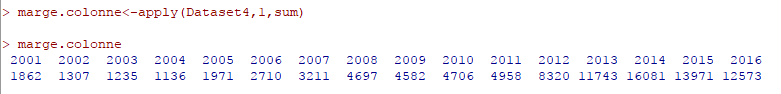 > marge.colonne<-apply(Dataset4,1,sum)
> marge.colonne
2001 2002 2003 2004 2005 2006 2007 2008 2009 2010 2011 2012 2013 2014 2015 2016
1862 1307 1235 1136 1971 2710 3211 4697 4582 4706 4958 8320 11743 16081 13971 12573